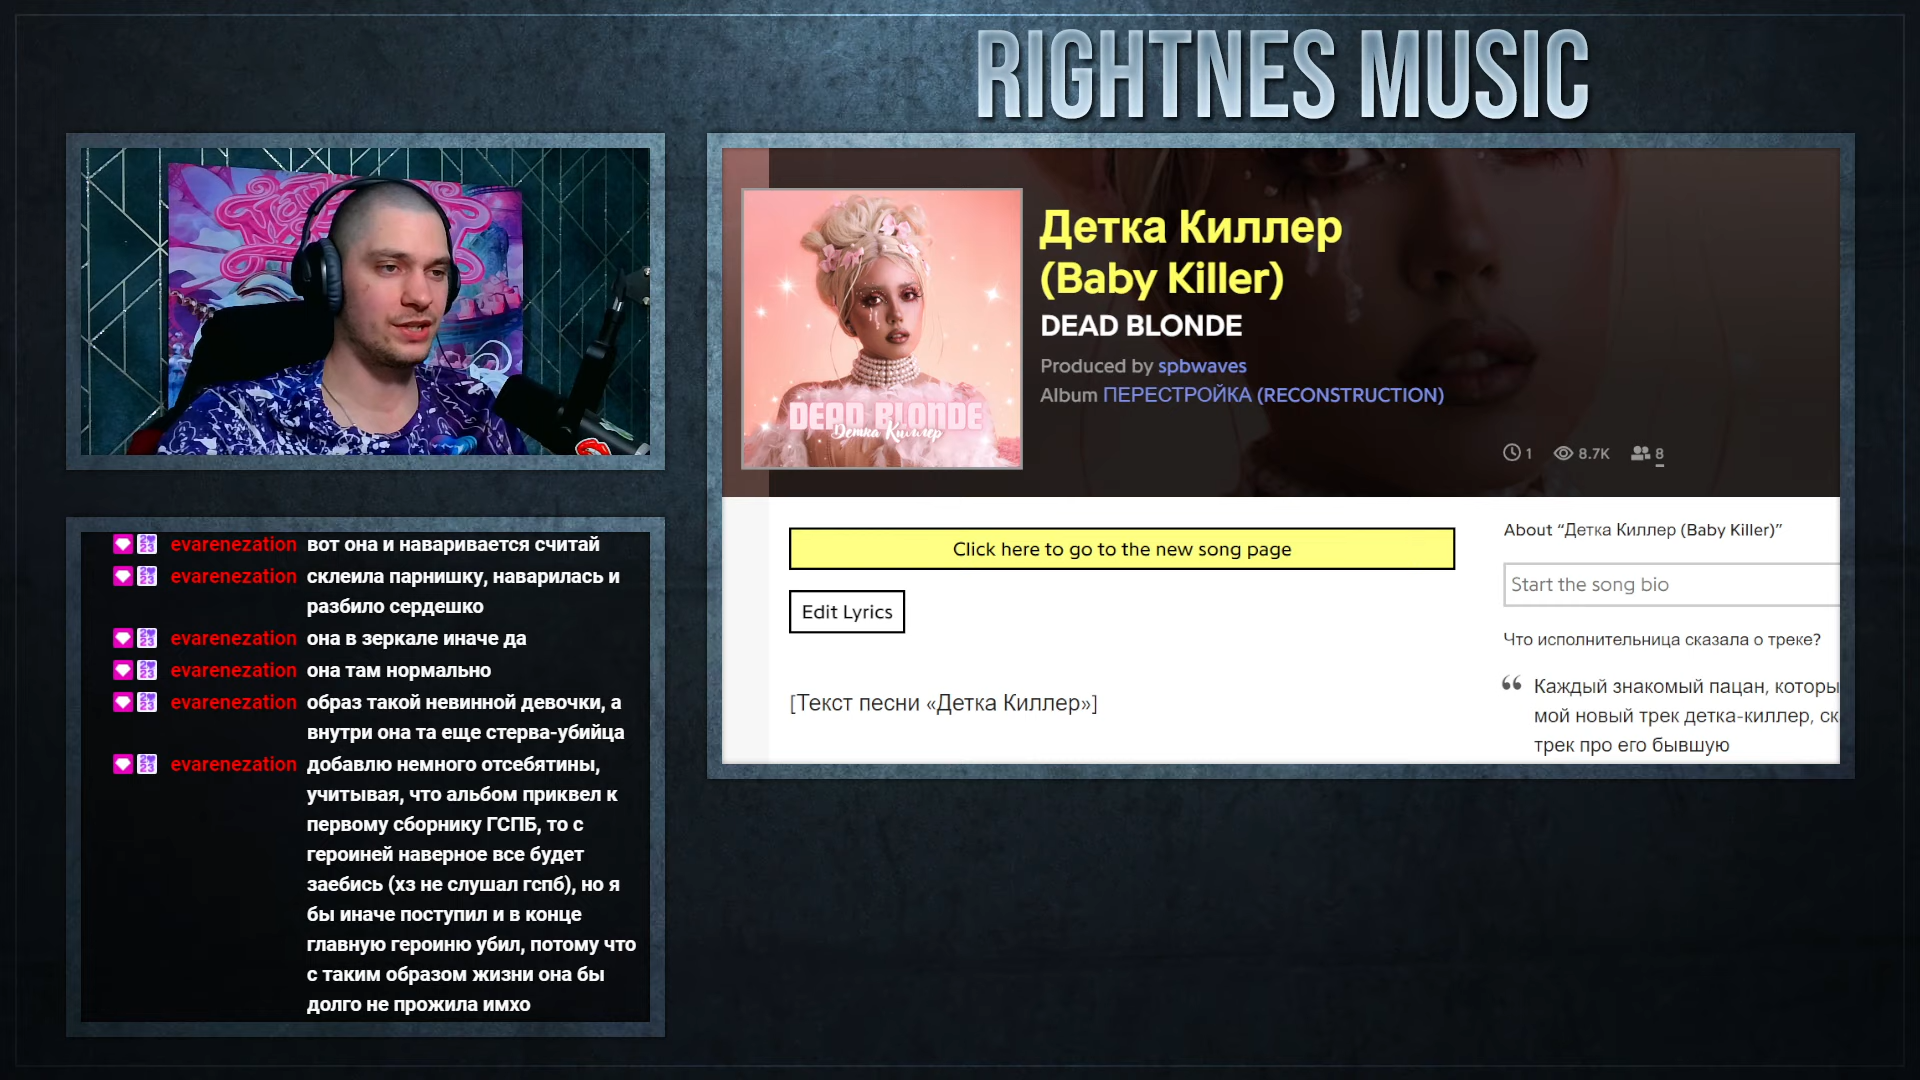 RIGHTNES MUSIC
Детка Киллер
(Baby Killer)
DEAD BLONDE
Produced by spbwaves
Album ПЕРЕСТРОЙКА (RECONSTRUCTION)
1 8.7K 8
DEAD BLONDE
Детка Киллер
Click here to go to the new song page
Edit Lyrics
[Текст песни «Детка Киллер»]
About “Детка Киллер (Baby Killer)”
Start the song bio
Что исполнительница сказала о треке?
Каждый знакомый пацан, которы
мой новый трек детка-киллер, ск
трек про его бывшую
evarenezation вот она и наваривается считай
evarenezation склеила парнишку, наварилась и
разбило сердешко
evarenezation она в зеркале иначе да
evarenezation она там нормально
evarenezation образ такой невинной девочки, а
внутри она та еще стерва-убийца
evarenezation добавлю немного отсебятины,
учитывая, что альбом приквел к
первому сборнику ГСПБ, то с
героиней наверное все будет
заебись (хз не слушал гспб), но я
бы иначе поступил и в конце
главную героиню убил, потому что
с таким образом жизни она бы
долго не прожила имхо